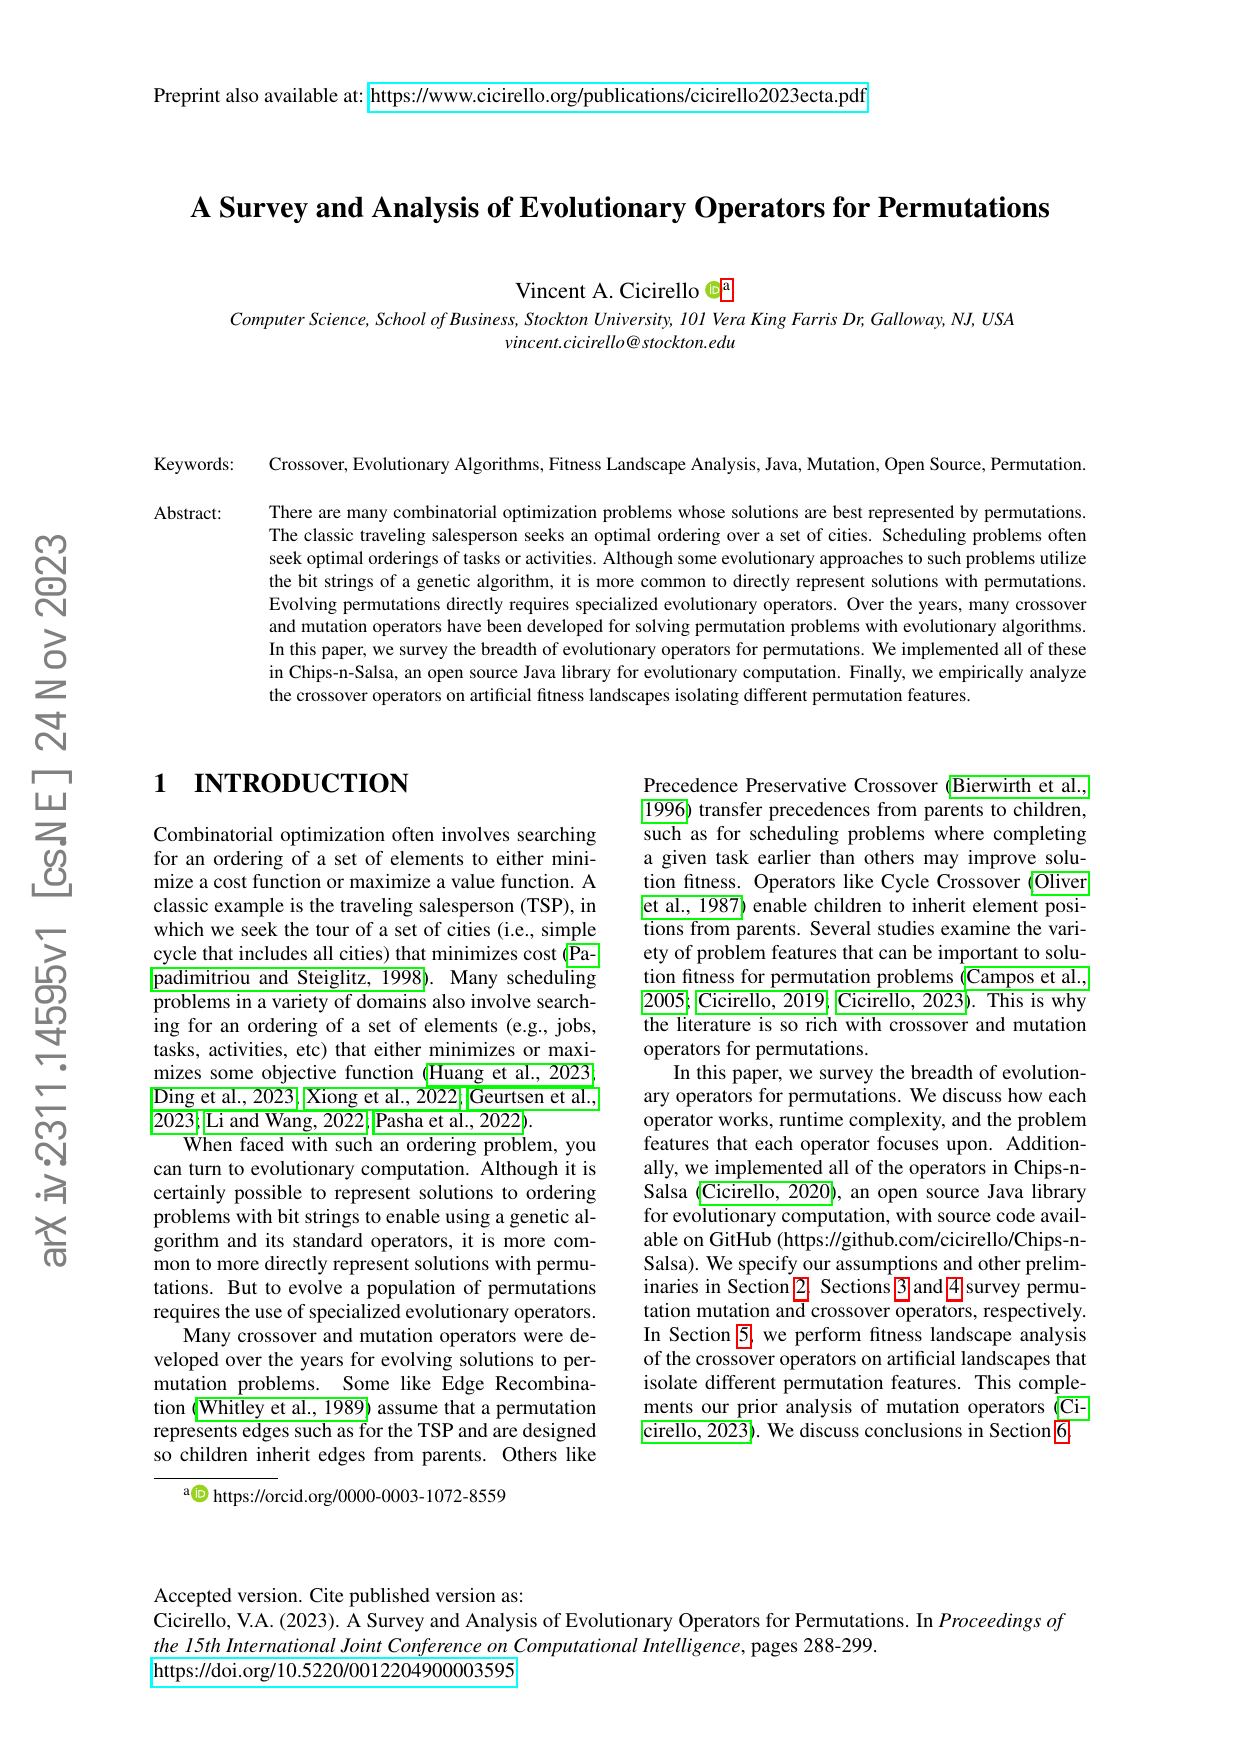 Preprint also available at: https://www.cicirello.org/publications/cicirello2023ecta.pdf
A Survey and Analysis of Evolutionary Operators for Permutations
Vincent A. Cicirello iD a
Computer Science, School of Business, Stockton University, 101 Vera King Farris Dr, Galloway, NJ, USA
vincent.cicirello@stockton.edu
Keywords: Crossover, Evolutionary Algorithms, Fitness Landscape Analysis, Java, Mutation, Open Source, Permutation.
Abstract: There are many combinatorial optimization problems whose solutions are best represented by permutations.
The classic traveling salesperson seeks an optimal ordering over a set of cities. Scheduling problems often
seek optimal orderings of tasks or activities. Although some evolutionary approaches to such problems utilize
the bit strings of a genetic algorithm, it is more common to directly represent solutions with permutations.
Evolving permutations directly requires specialized evolutionary operators. Over the years, many crossover
and mutation operators have been developed for solving permutation problems with evolutionary algorithms.
In this paper, we survey the breadth of evolutionary operators for permutations. We implemented all of these
in Chips-n-Salsa, an open source Java library for evolutionary computation. Finally, we empirically analyze
the crossover operators on artificial fitness landscapes isolating different permutation features.
arXiv:2311.14595v1 [cs.NE] 24 Nov 2023
1 INTRODUCTION
Combinatorial optimization often involves searching
for an ordering of a set of elements to either mini-
mize a cost function or maximize a value function. A
classic example is the traveling salesperson (TSP), in
which we seek the tour of a set of cities (i.e., simple
cycle that includes all cities) that minimizes cost (Pa-
padimitriou and Steiglitz, 1998). Many scheduling
problems in a variety of domains also involve search-
ing for an ordering of a set of elements (e.g., jobs,
tasks, activities, etc) that either minimizes or maxi-
mizes some objective function (Huang et al., 2023;
Ding et al., 2023; Xiong et al., 2022; Geurtsen et al.,
2023; Li and Wang, 2022; Pasha et al., 2022).
When faced with such an ordering problem, you
can turn to evolutionary computation. Although it is
certainly possible to represent solutions to ordering
problems with bit strings to enable using a genetic al-
gorithm and its standard operators, it is more com-
mon to more directly represent solutions with permu-
tations. But to evolve a population of permutations
requires the use of specialized evolutionary operators.
Many crossover and mutation operators were de-
veloped over the years for evolving solutions to per-
mutation problems. Some like Edge Recombina-
tion (Whitley et al., 1989) assume that a permutation
represents edges such as for the TSP and are designed
so children inherit edges from parents. Others like
a iD https://orcid.org/0000-0003-1072-8559
Precedence Preservative Crossover (Bierwirth et al.,
1996) transfer precedences from parents to children,
such as for scheduling problems where completing
a given task earlier than others may improve solu-
tion fitness. Operators like Cycle Crossover (Oliver
et al., 1987) enable children to inherit element posi-
tions from parents. Several studies examine the vari-
ety of problem features that can be important to solu-
tion fitness for permutation problems (Campos et al.,
2005; Cicirello, 2019; Cicirello, 2023). This is why
the literature is so rich with crossover and mutation
operators for permutations.
In this paper, we survey the breadth of evolution-
ary operators for permutations. We discuss how each
operator works, runtime complexity, and the problem
features that each operator focuses upon. Addition-
ally, we implemented all of the operators in Chips-n-
Salsa (Cicirello, 2020), an open source Java library
for evolutionary computation, with source code avail-
able on GitHub (https://github.com/cicirello/Chips-n-
Salsa). We specify our assumptions and other prelim-
inaries in Section 2. Sections 3 and 4 survey permu-
tation mutation and crossover operators, respectively.
In Section 5, we perform fitness landscape analysis
of the crossover operators on artificial landscapes that
isolate different permutation features. This comple-
ments our prior analysis of mutation operators (Ci-
cirello, 2023). We discuss conclusions in Section 6.
Accepted version. Cite published version as:
Cicirello, V.A. (2023). A Survey and Analysis of Evolutionary Operators for Permutations. In Proceedings of
the 15th International Joint Conference on Computational Intelligence, pages 288-299.
https://doi.org/10.5220/0012204900003595